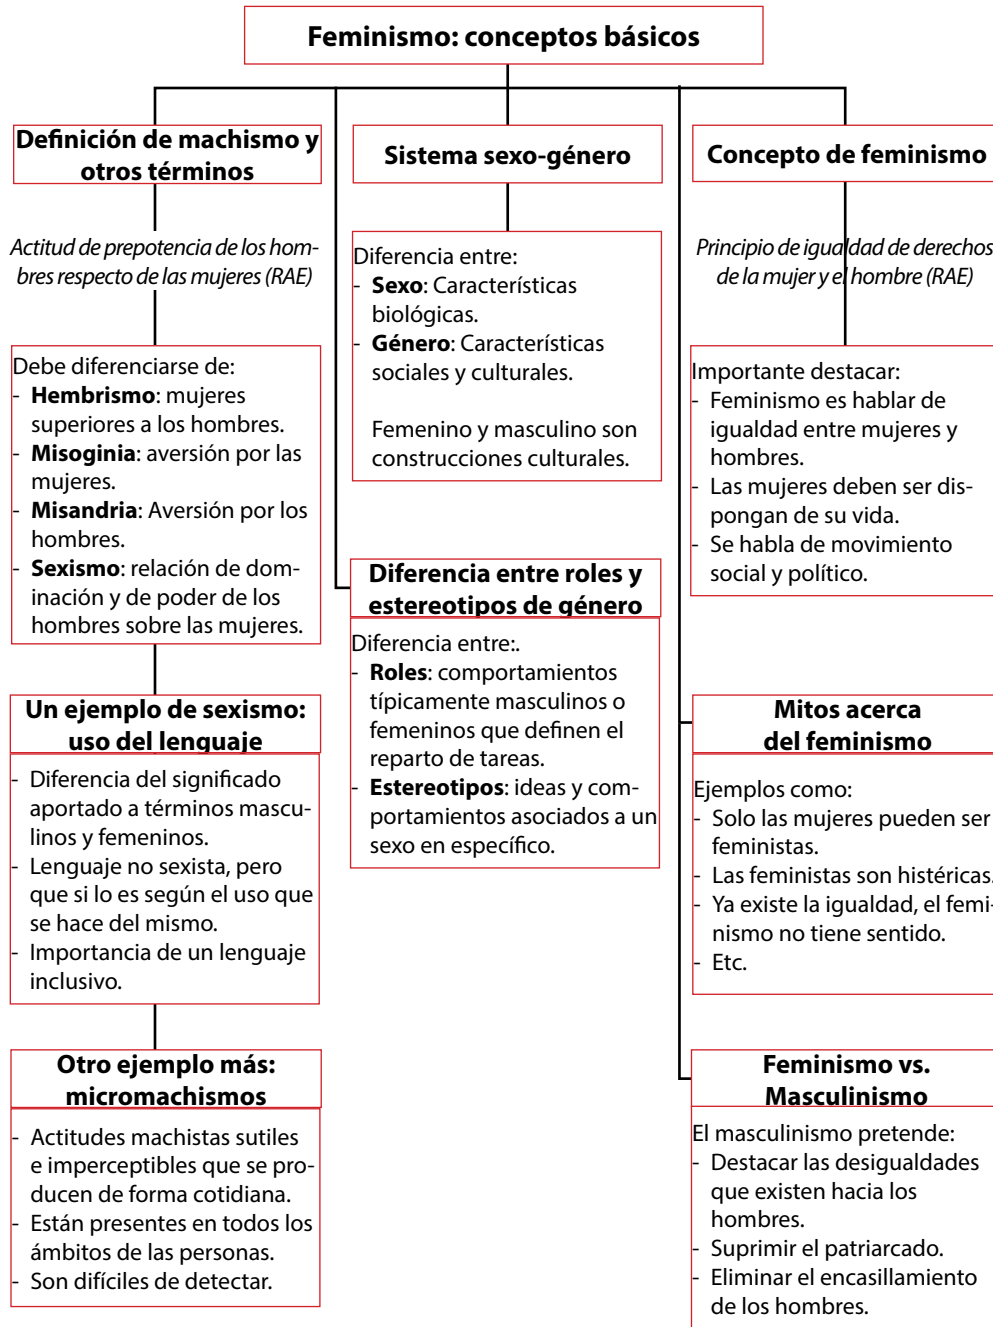 Feminismo: conceptos básicos
Definición de machismo y
otros términos
Actitud de prepotencia de los hom-
bres respecto de las mujeres (RAE)
Debe diferenciarse de:
- Hembrismo: mujeres
superiores a los hombres.
- Misoginia: aversión por las
mujeres.
- Misandria: Aversión por los
hombres.
- Sexismo: relación de dom-
inación y de poder de los
hombres sobre las mujeres.
Un ejemplo de sexismo:
uso del lenguaje
- Diferencia del significado
aportado a términos mascu-
linos y femeninos.
- Lenguaje no sexista, pero
que si lo es según el uso que
se hace del mismo.
- Importancia de un lenguaje
inclusivo.
Otro ejemplo más:
micromachismos
- Actitudes machistas sutiles
e imperceptibles que se pro-
ducen de forma cotidiana.
- Están presentes en todos los
ámbitos de las personas.
- Son difíciles de detectar.
Sistema sexo-género
Diferencia entre:
- Sexo: Características
biológicas.
- Género: Características
sociales y culturales.
Femenino y masculino son
construcciones culturales.
Diferencia entre roles y
estereotipos de género
Diferencia entre:.
- Roles: comportamientos
típicamente masculinos o
femeninos que definen el
reparto de tareas.
- Estereotipos: ideas y com-
portamientos asociados a un
sexo en específico.
Concepto de feminismo
Principio de igualdad de derechos
de la mujer y el hombre (RAE)
Importante destacar:
- Feminismo es hablar de
igualdad entre mujeres y
hombres.
- Las mujeres deben ser dis-
pongan de su vida.
- Se habla de movimiento
social y político.
Mitos acerca
del feminismo
Ejemplos como:
- Solo las mujeres pueden ser
feministas.
- Las feministas son histéricas.
- Ya existe la igualdad, el femi-
nismo no tiene sentido.
- Etc.
Feminismo vs.
Masculinismo
El masculinismo pretende:
- Destacar las desigualdades
que existen hacia los
hombres.
- Suprimir el patriarcado.
- Eliminar el encasillamiento
de los hombres.